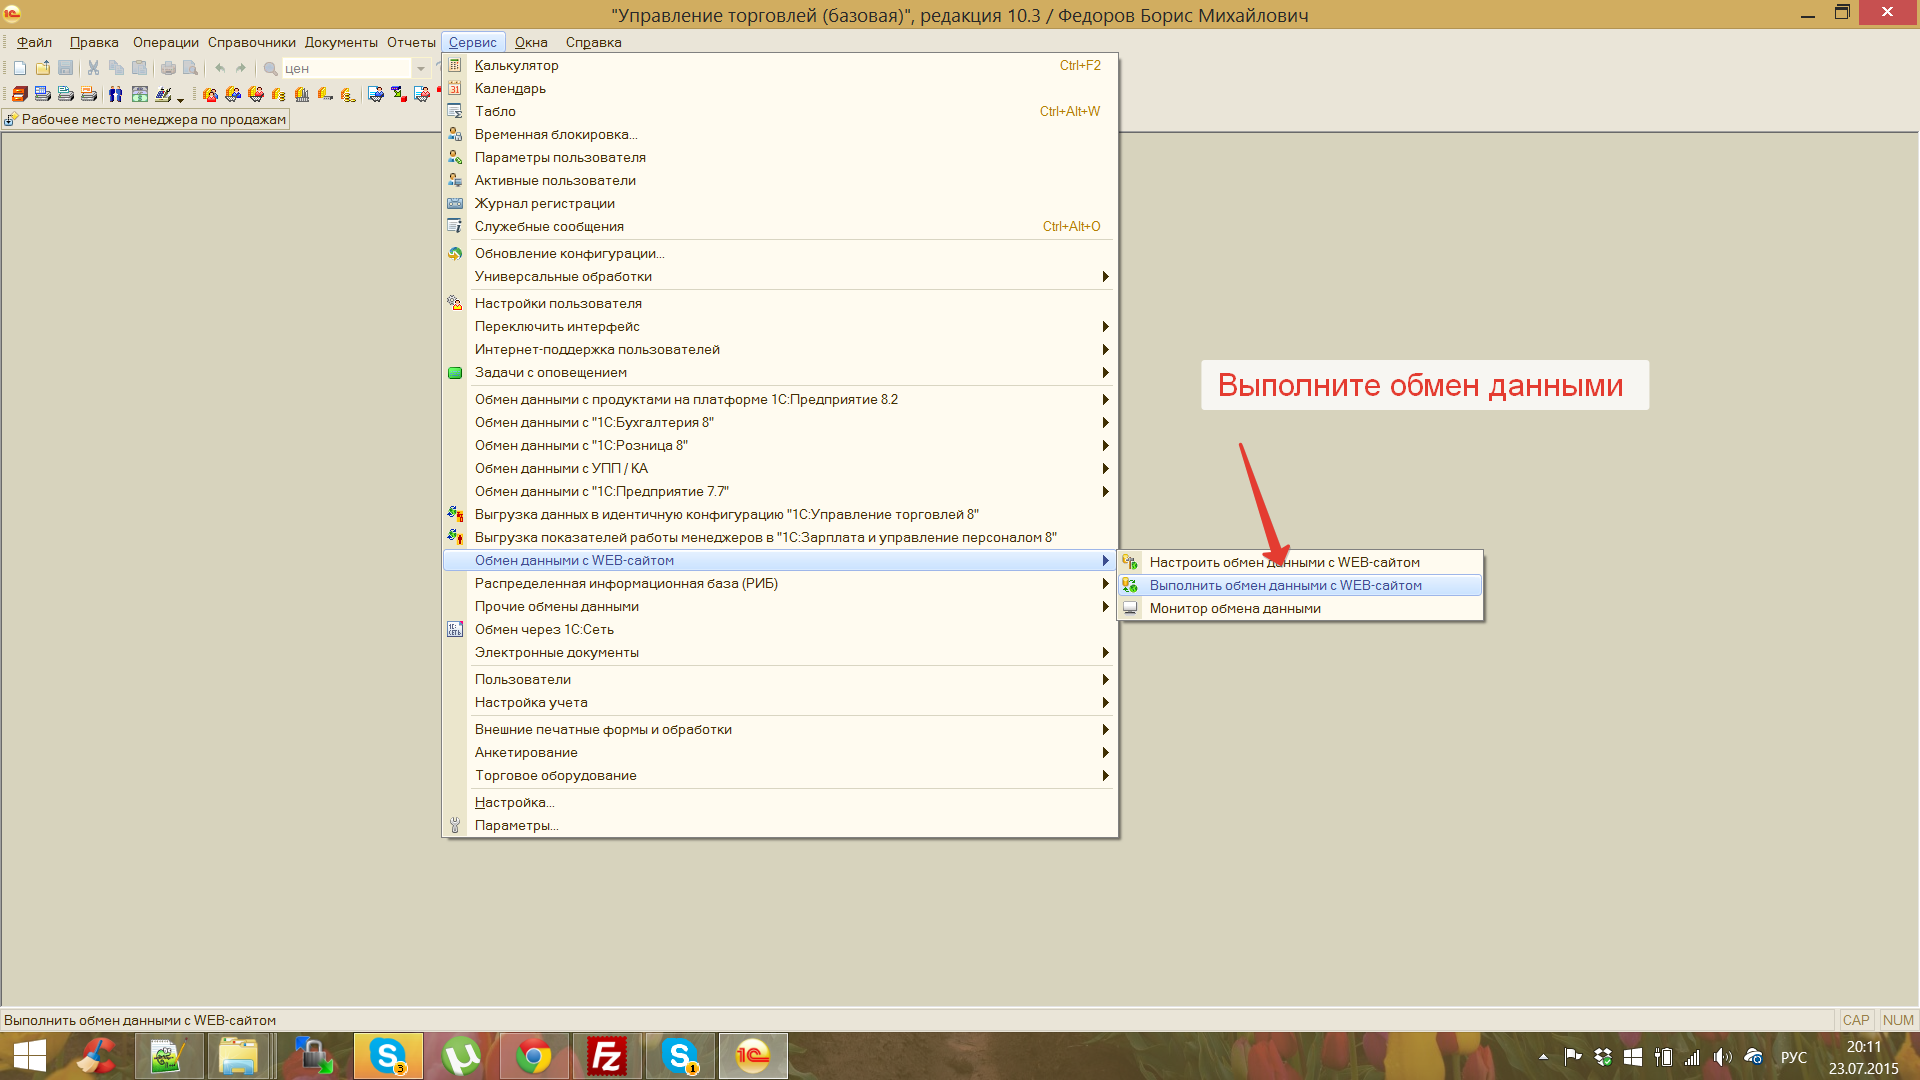 "Управление торговлей (базовая)", редакция 10.3 / Федоров Борис Михайлович
Файл Правка Операции Справочники Документы Отчеты Сервис Окна Справка
цен
Рабочее место менеджера по продажам
Калькулятор Ctrl+F2
Календарь
Табло Ctrl+Alt+W
Временная блокировка...
Параметры пользователя
Активные пользователи
Журнал регистрации
Служебные сообщения Ctrl+Alt+O
Обновление конфигурации...
Универсальные обработки
Настройки пользователя
Переключить интерфейс
Интернет-поддержка пользователей
Задачи с оповещением
Обмен данными с продуктами на платформе 1С:Предприятие 8.2
Обмен данными с "1С:Бухгалтерия 8"
Обмен данными с "1С:Розница 8"
Обмен данными с УПП / КА
Обмен данными с "1С:Предприятие 7.7"
Выгрузка данных в идентичную конфигурацию "1С:Управление торговлей 8"
Выгрузка показателей работы менеджеров в "1С:Зарплата и управление персоналом 8"
Обмен данными с WEB-сайтом
Распределенная информационная база (РИБ)
Прочие обмены данными
Обмен через 1С:Сеть
Электронные документы
Пользователи
Настройка учета
Внешние печатные формы и обработки
Анкетирование
Торговое оборудование
Настройка...
Параметры...
Выполните обмен данными
Настроить обмен данными с WEB-сайтом
Выполнить обмен данными с WEB-сайтом
Монитор обмена данными
Выполнить обмен данными с WEB-сайтом
CAP NUM
3
1
РУС
20:11
23.07.2015